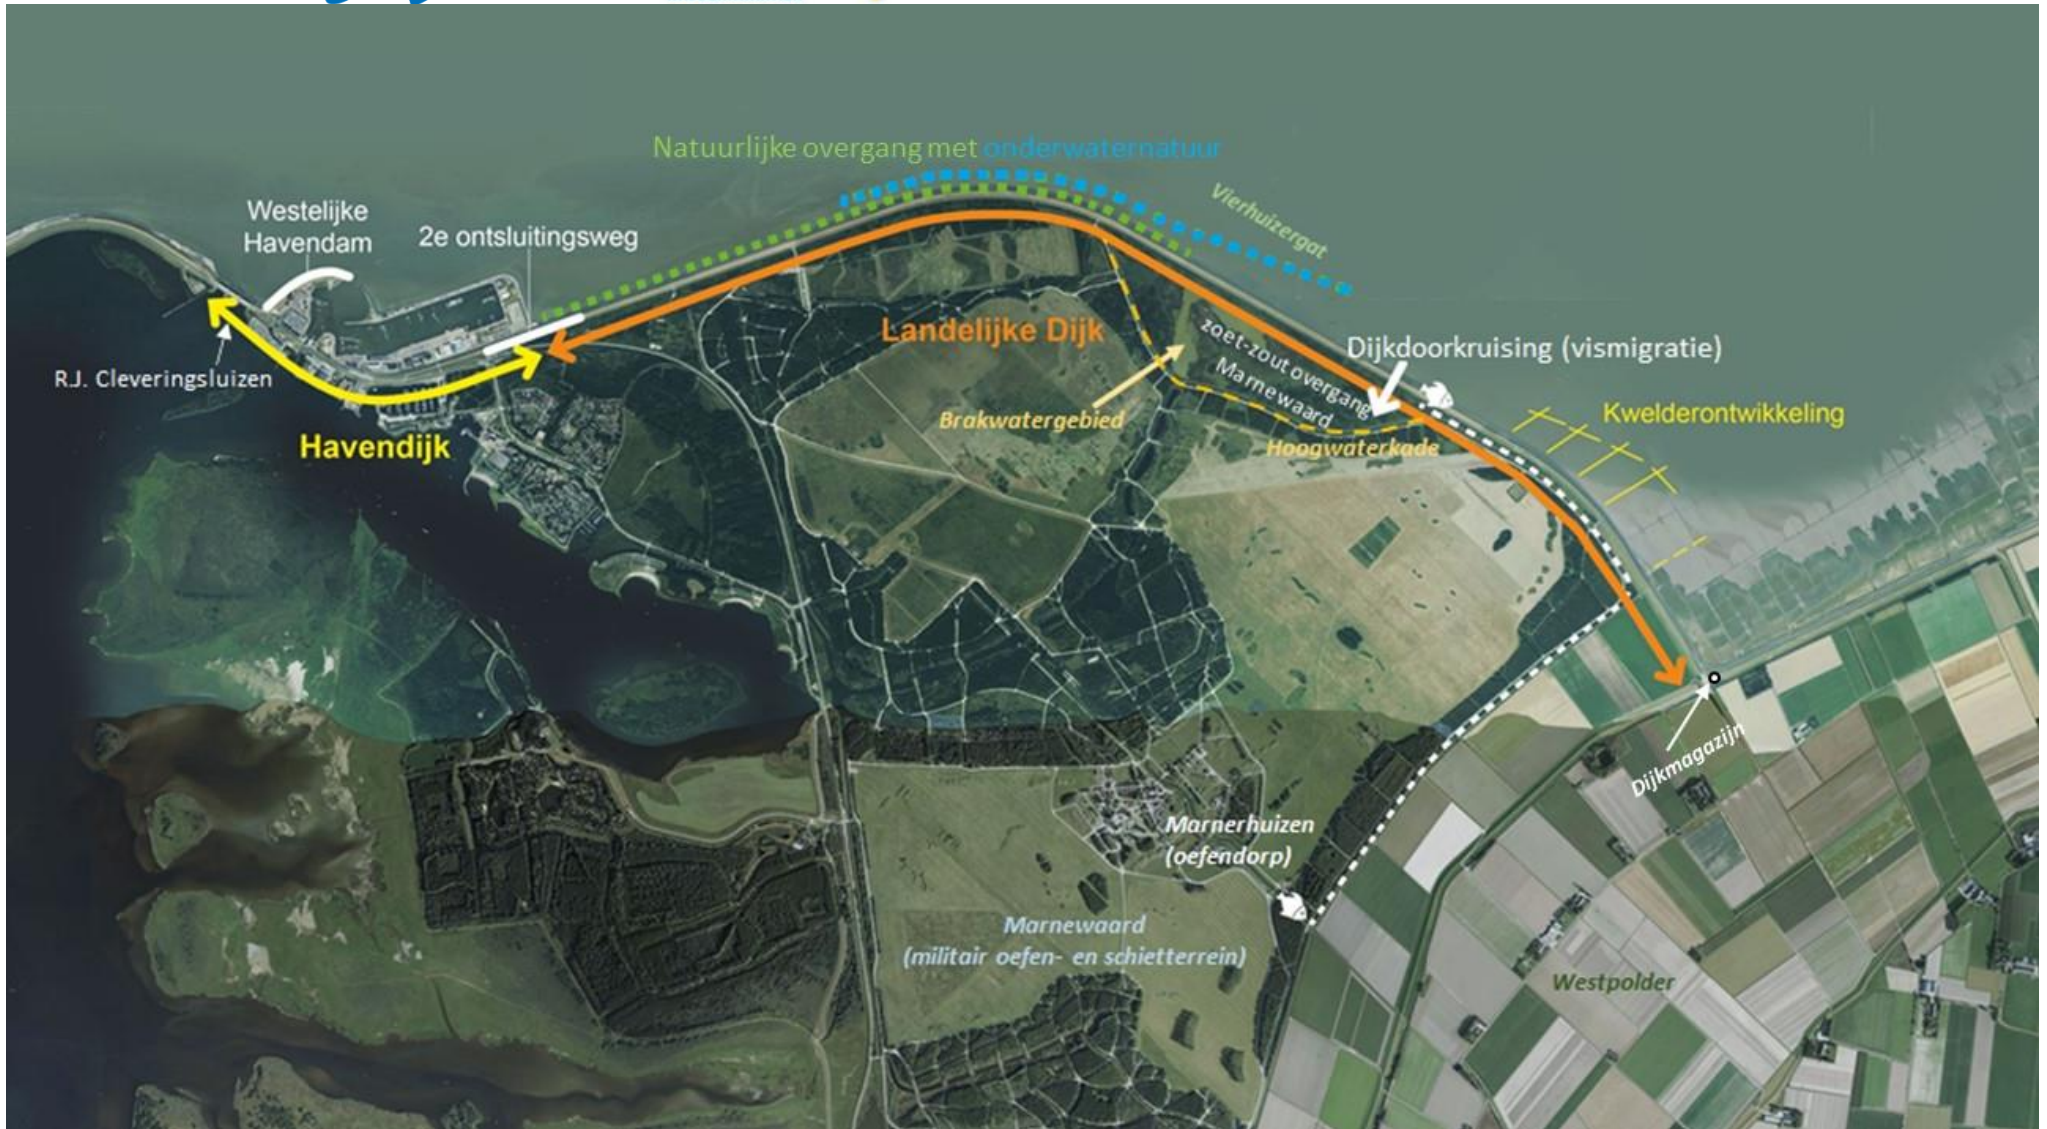 Natuurlijke overgang met onderwaternatuur
Vierhuizergat
Westelijke
Havendam
2e ontsluitingsweg
R.J. Cleveringsluizen
Havendijk
Landelijke Dijk
zoet-zout overgang
Marnewaard
Dijkdoorkruising (vismigratie)
Brakwatergebied
Hoogwaterkade
Kwelderontwikkeling
Dijkmagazijn
Marnerhuizen
(oefendorp)
Marnewaard
(militair oefen- en schietterrein)
Westpolder